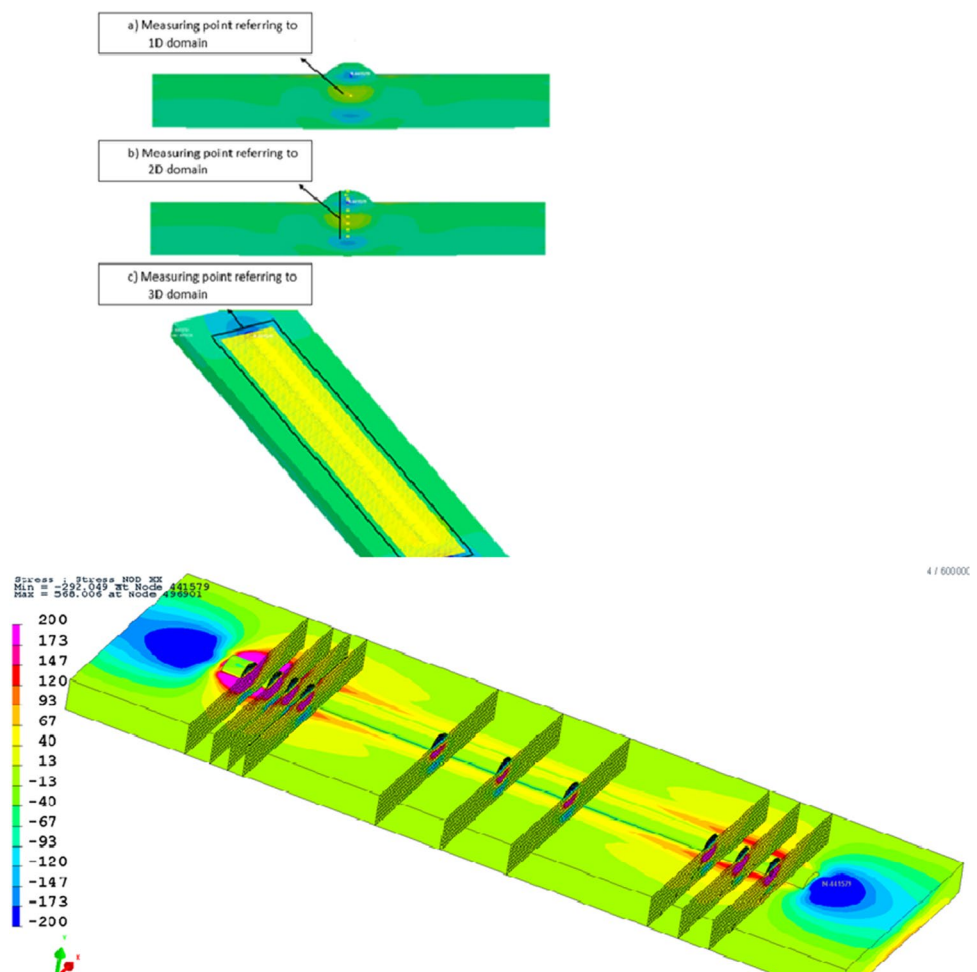 a) Measuring point referring to
1D domain
b) Measuring point referring to
2D domain
c) Measuring point referring to
3D domain
4 / 600000
Stress : Stress NOD XX
Min = -292.049 at Node 441579
Max = 568.006 at Node 496901
200
173
147
120
93
67
40
13
-13
-40
-67
-93
-120
-147
-173
-200
N 441579